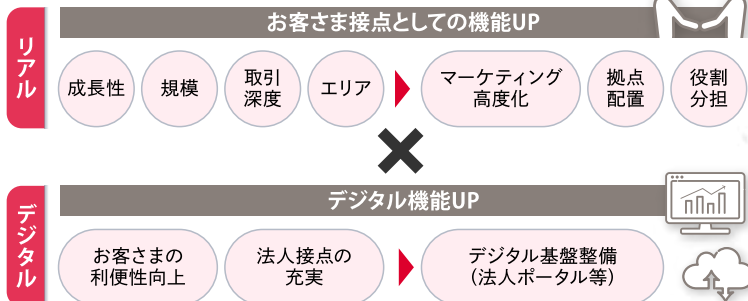 リアル
お客さま接点としての機能UP
成長性
規模
取引
深度
エリア
マーケティング
高度化
拠点
配置
役割
分担
デジタル
デジタル機能UP
お客さまの
利便性向上
法人接点の
充実
デジタル基盤整備
（法人ポータル等）